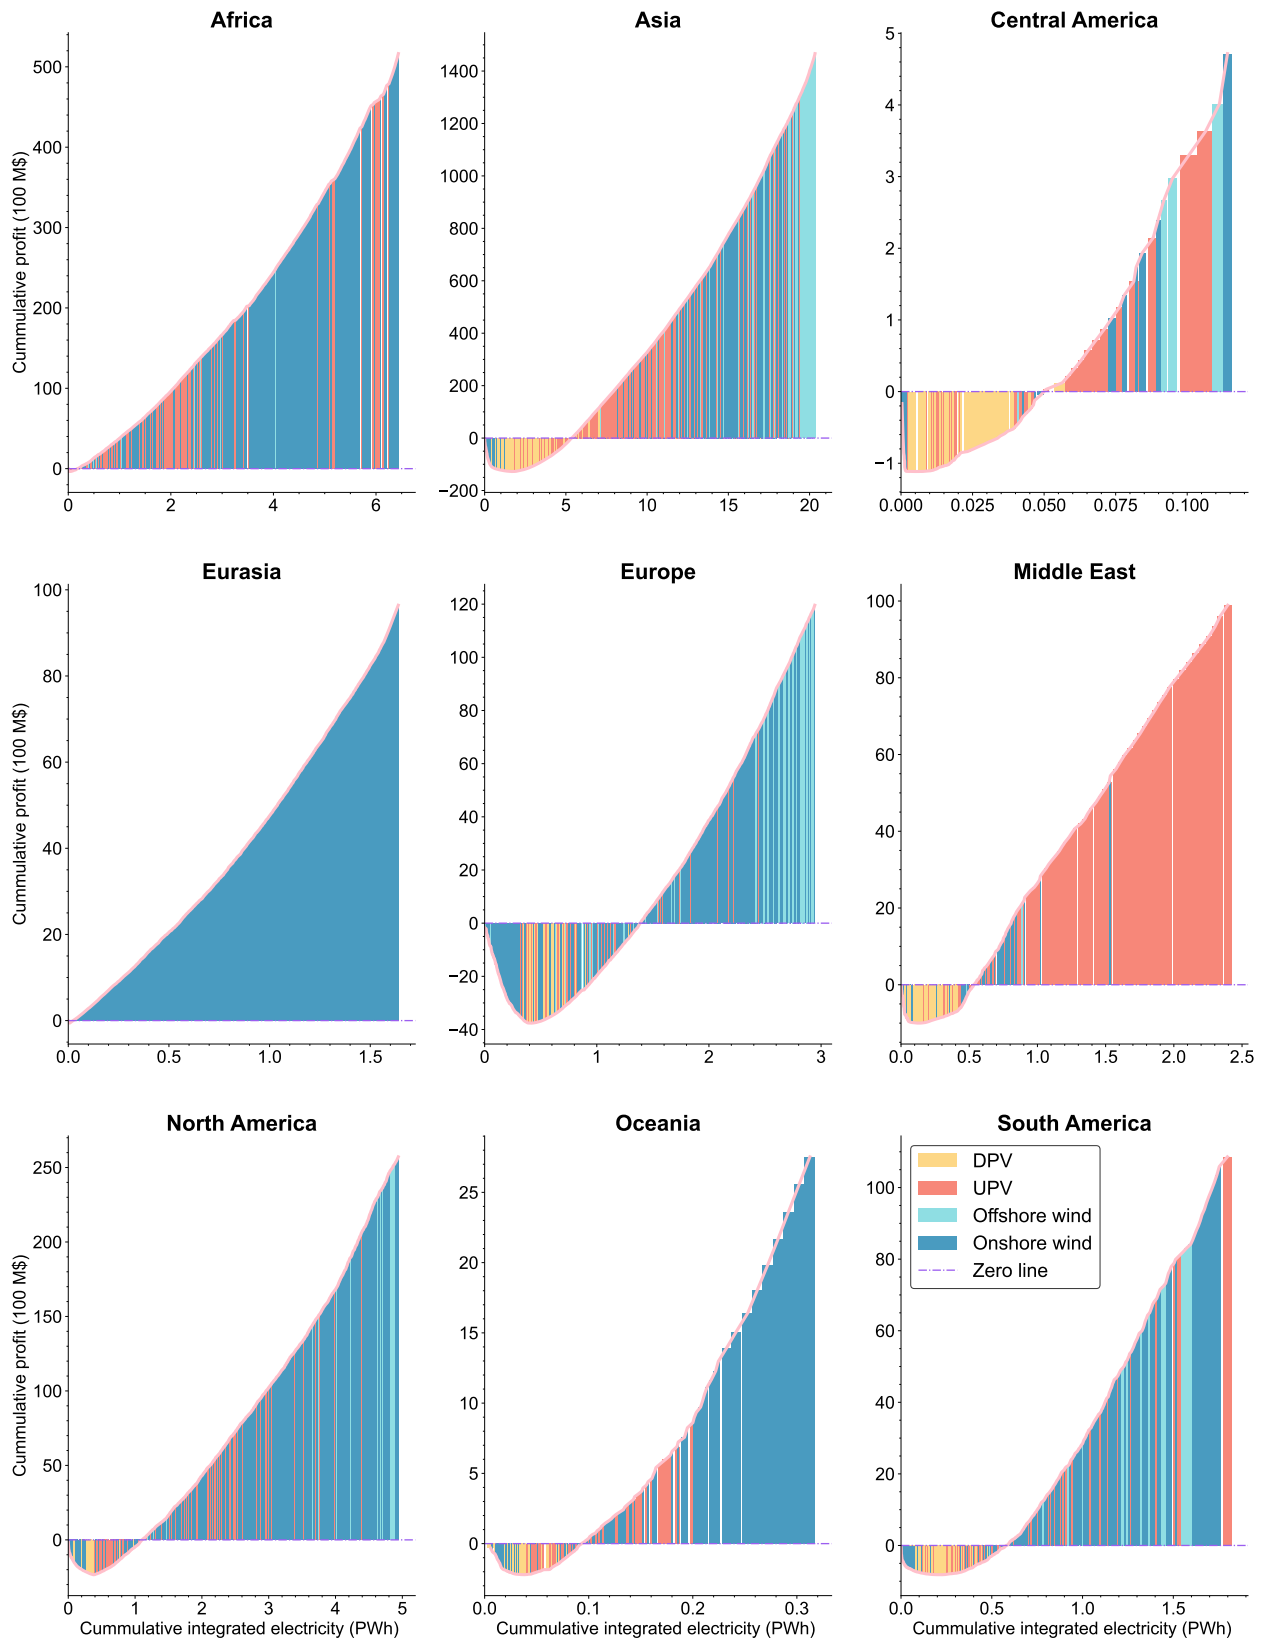 Africa
Asia
Central America
Cummulative profit (100 M$)
500
400
300
200
100
0
0 2 4 6
1400
1200
1000
800
600
400
200
0
−200
0 5 10 15 20
5
4
3
2
1
0
−1
0.000 0.025 0.050 0.075 0.100
Eurasia
Europe
Middle East
Cummulative profit (100 M$)
100
80
60
40
20
0
0.0 0.5 1.0 1.5
120
100
80
60
40
20
0
−20
−40
0 1 2 3
100
80
60
40
20
0
0.0 0.5 1.0 1.5 2.0 2.5
North America
Oceania
South America
Cummulative profit (100 M$)
250
200
150
100
50
0
0 1 2 3 4 5
Cummulative integrated electricity (PWh)
25
20
15
10
5
0
0.0 0.1 0.2 0.3
Cummulative integrated electricity (PWh)
DPV
UPV
Offshore wind
Onshore wind
Zero line
100
80
60
40
20
0
0.0 0.5 1.0 1.5
Cummulative integrated electricity (PWh)